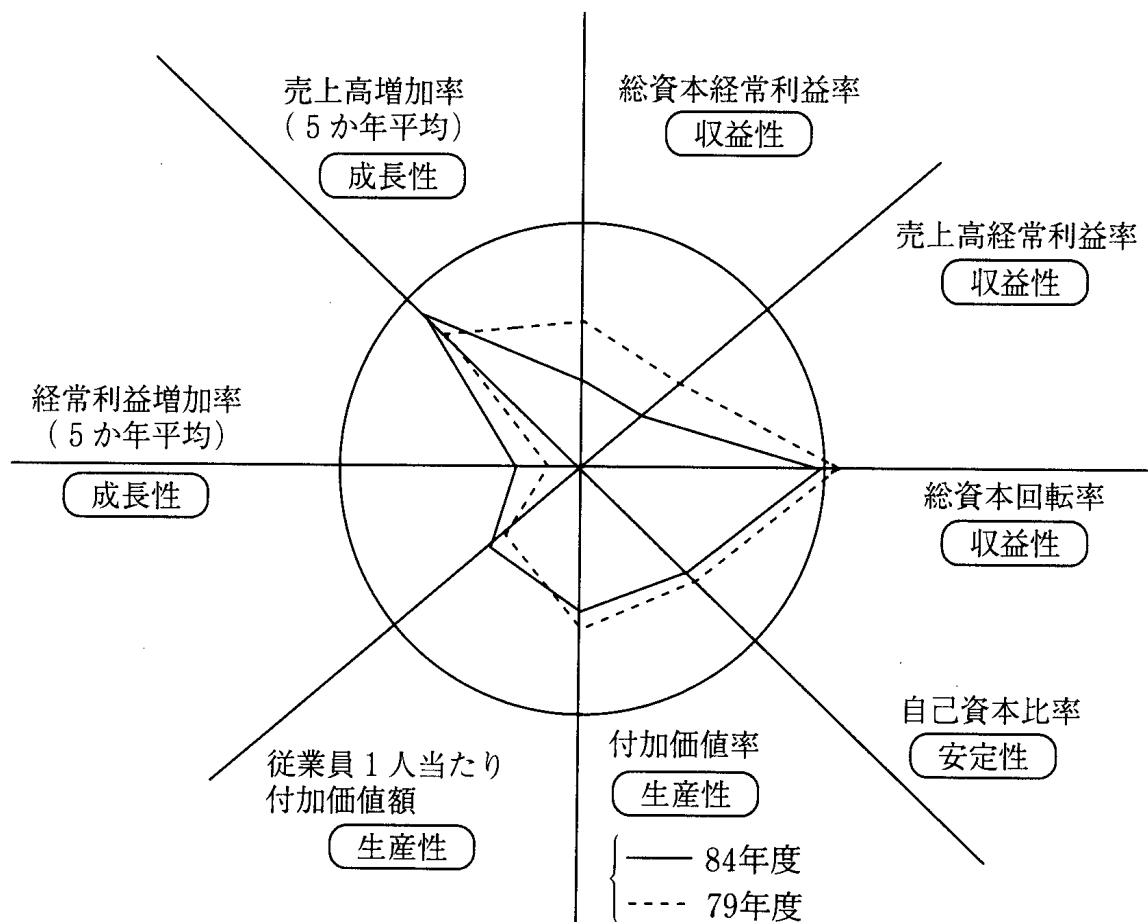 売上高増加率
(5か年平均)
成長性
総資本経常利益率
収益性
売上高経常利益率
収益性
経常利益増加率
(5か年平均)
成長性
総資本回転率
収益性
自己資本比率
安定性
従業員1人当たり
付加価値額
生産性
付加価値率
生産性
84年度
79年度